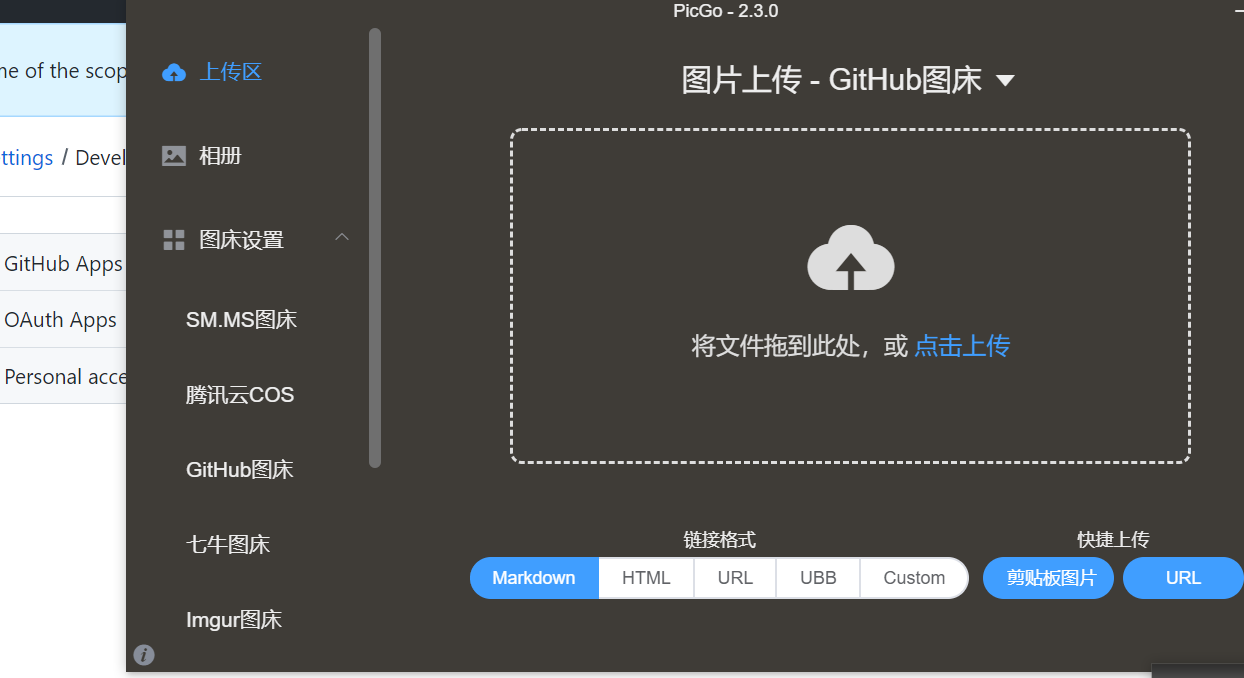 PicGo - 2.3.0
me of the scop
ttings / Devel
GitHub Apps
OAuth Apps
Personal acce
上传区
相册
图床设置
SM.MS图床
腾讯云COS
GitHub图床
七牛图床
Imgur图床
图片上传 - GitHub图床
将文件拖到此处，或 点击上传
链接格式
Markdown HTML URL UBB Custom
快捷上传
剪贴板图片 URL